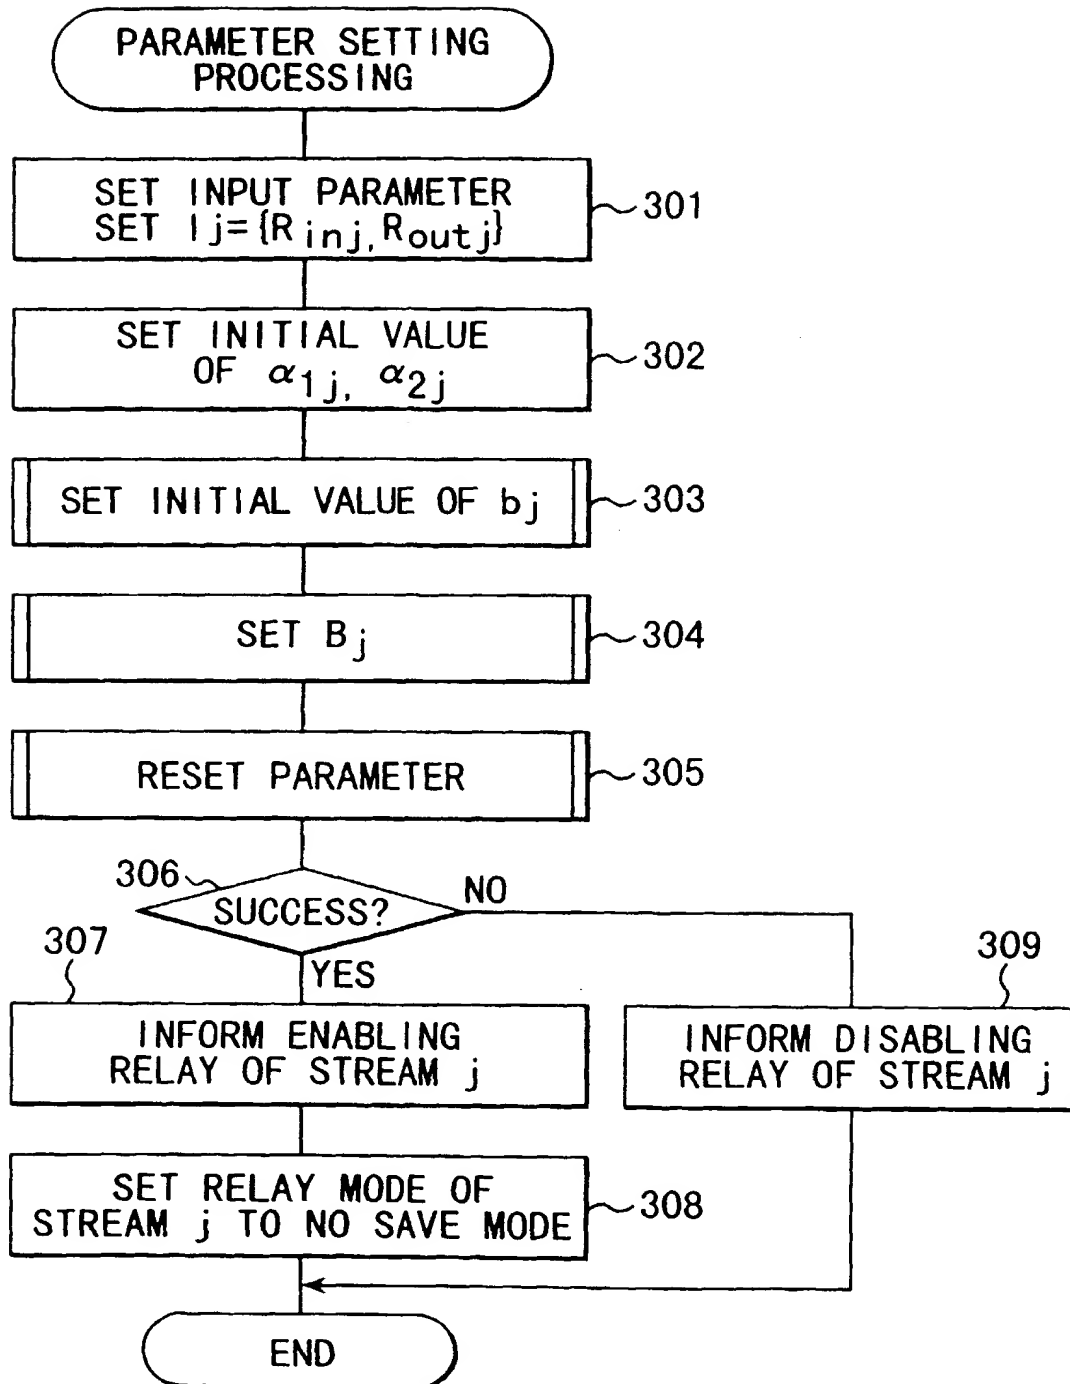 PARAMETER SETTING
PROCESSING
SET INPUT PARAMETER
SET Ij={Rinj,Routj}
301
SET INITIAL VALUE
OF α1j, α2j
302
SET INITIAL VALUE OF bj
303
SET Bj
304
RESET PARAMETER
305
306
SUCCESS?
NO
YES
307
INFORM ENABLING
RELAY OF STREAM j
309
INFORM DISABLING
RELAY OF STREAM j
SET RELAY MODE OF
STREAM j TO NO SAVE MODE
308
END